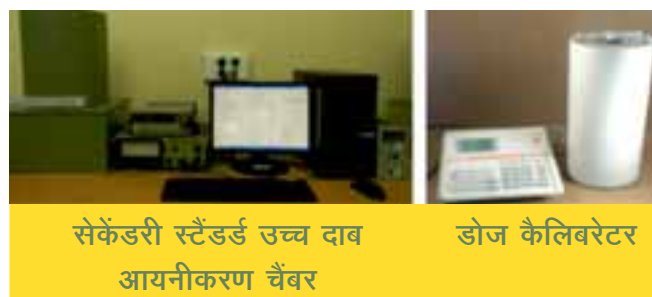 सेकेंडरी स्टैंडर्ड उच्च दाब
आयनीकरण चैंबर
डोज कैलिबरेटर